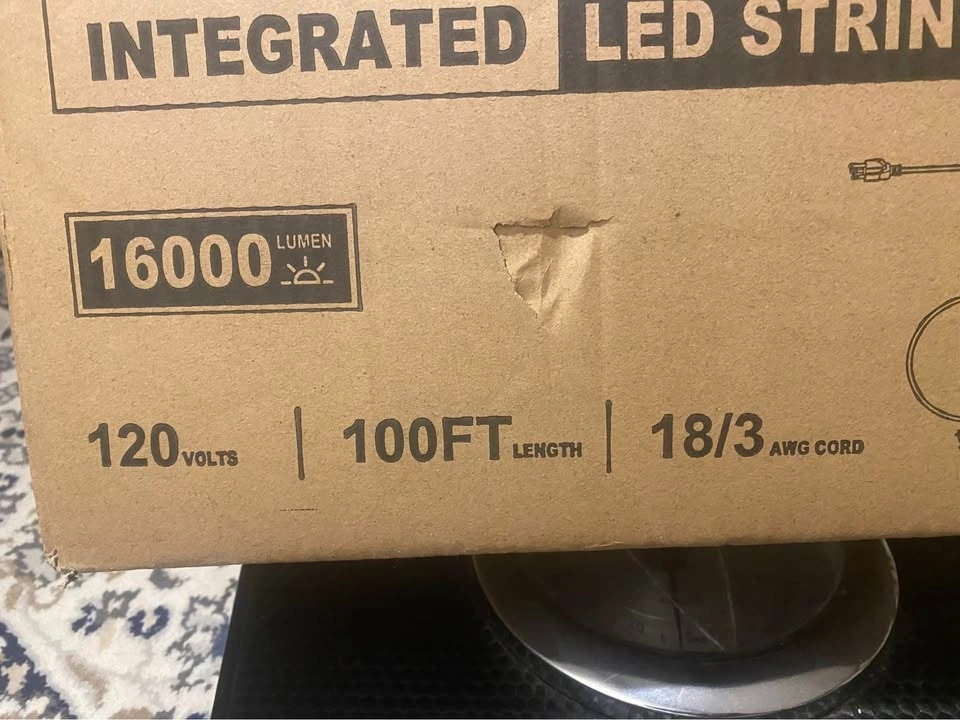 INTEGRATED LED STRIN
16000 LUMEN
120 VOLTS | 100FT LENGTH | 18/3 AWG CORD